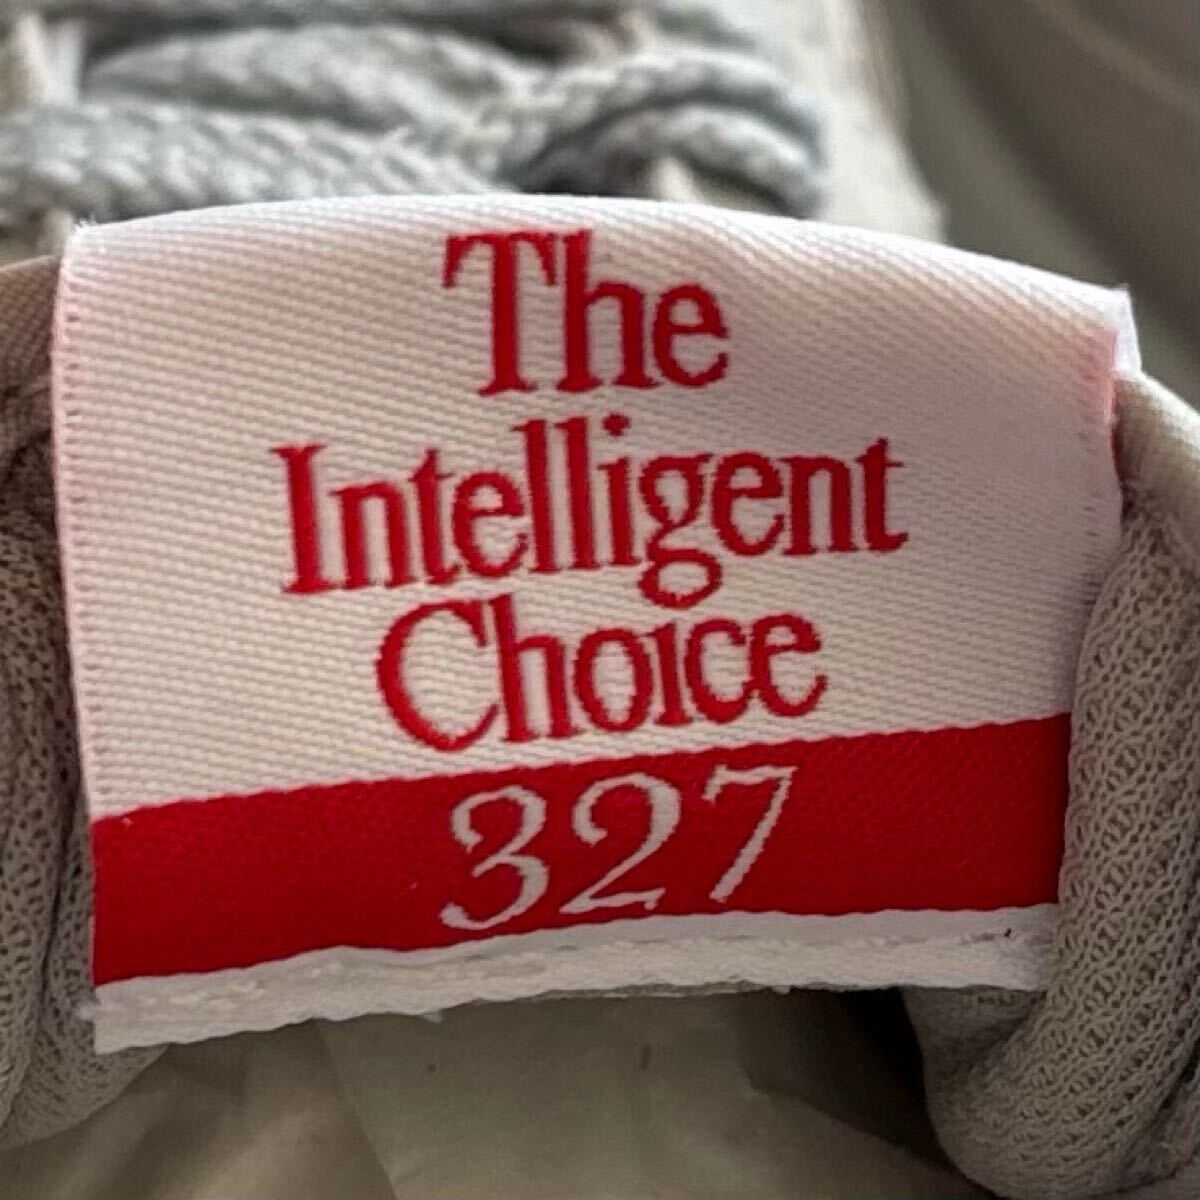 The
Intelligent
Choice
327